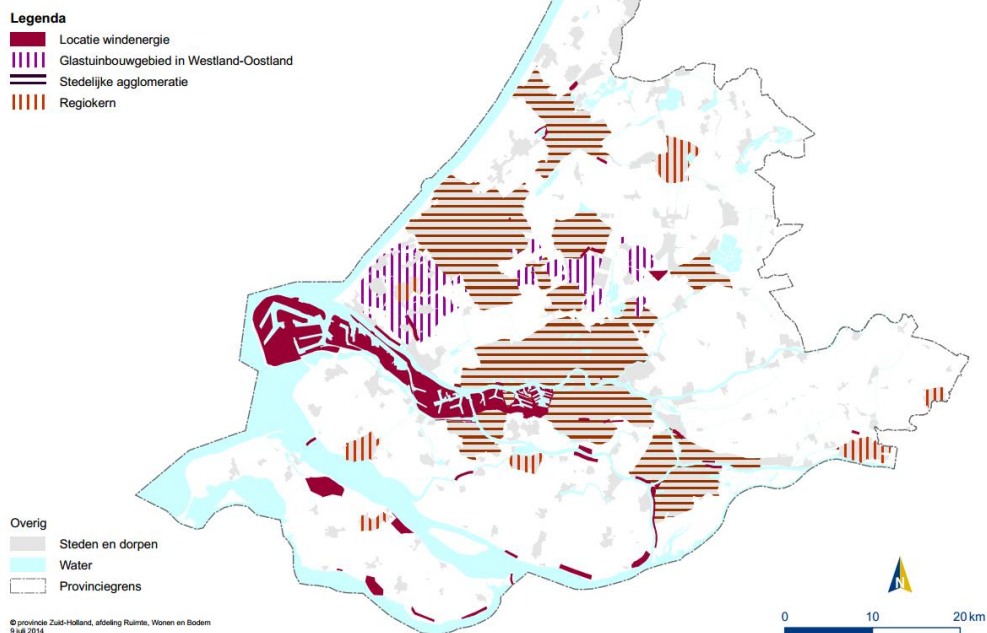 Legenda
Locatie windenergie
Glastuinbouwgebied in Westland-Oostland
Stedelijke agglomeratie
Regiokern
Overig
Steden en dorpen
Water
Provinciegrens
© provincie Zuid-Holland, afdeling Ruimte, Wonen en Bodem
9 juli 2014
N
0 10 20 km